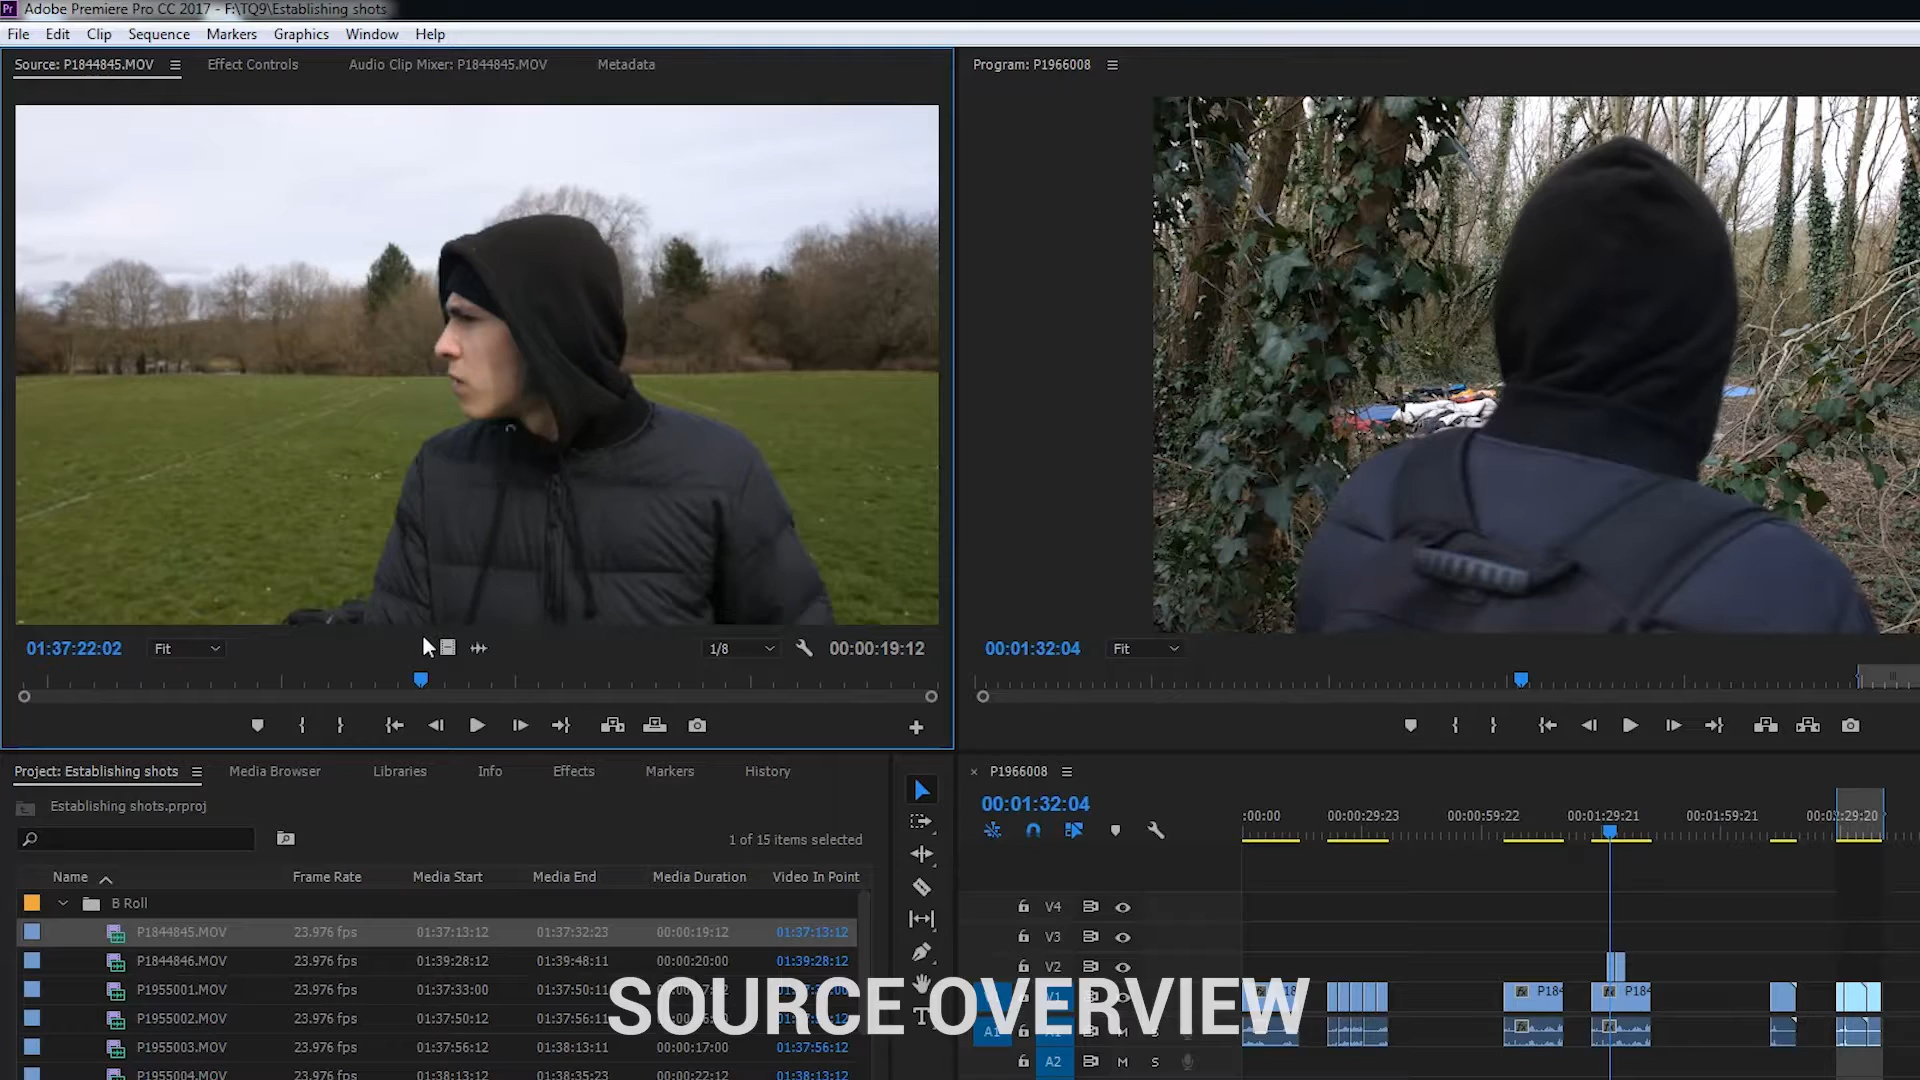 Pr Adobe Premiere Pro CC 2017 - F:\TQ9\Establishing shots
File Edit Clip Sequence Markers Graphics Window Help
Source: P1844845.MOV Effect Controls Audio Clip Mixer: P1844845.MOV Metadata
Program: P1966008
01:37:22:02 Fit 1/8 00:00:19:12
00:01:32:04 Fit
Project: Establishing shots Media Browser Libraries Info Effects Markers History
Establishing shots.prproj
1 of 15 items selected
Name Frame Rate Media Start Media End Media Duration Video In Point
B Roll
P1844845.MOV 23.976 fps 01:37:13:12 01:37:32:23 00:00:19:12 01:37:13:12
P1844846.MOV 23.976 fps 01:39:28:12 01:39:48:11 00:00:20:00 01:39:28:12
P1955001.MOV 23.976 fps 01:37:33:00 01:37:50:11
P1955002.MOV 23.976 fps 01:37:50:12 01:37:56:11
P1955003.MOV 23.976 fps 01:37:56:12 01:38:13:11 00:00:17:00 01:37:56:12
P1955004.MOV 23.976 fps 01:38:13:12 01:38:35:23 00:00:22:12 01:38:13:12
× P1966008
00:01:32:04
:00:00 00:00:29:23 00:00:59:22 00:01:29:21 00:01:59:21 00:02:29:20
V4
V3
V2
V1 fx P184 fx P184
A1 A1 M S fx fx
A2 M S
SOURCE OVERVIEW